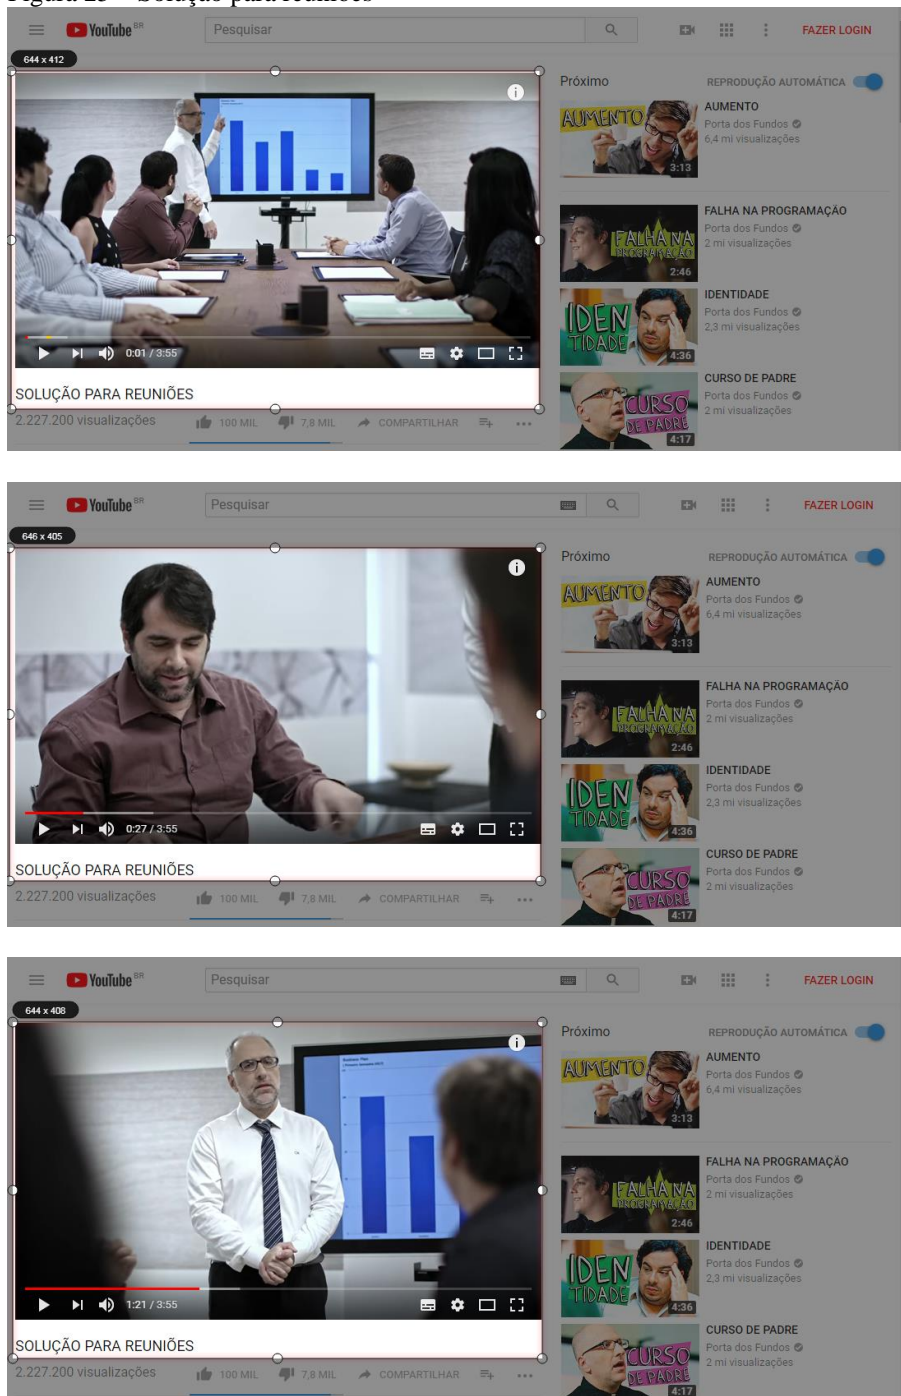 YouTube BR
Pesquisar
FAZER LOGIN
644 x 412
Próximo
REPRODUÇÃO AUTOMÁTICA
AUMENTO
3:13
AUMENTO
Porta dos Fundos
6,4 mi visualizações
FALHA NA
PROGRAMAÇÃO
2:46
FALHA NA PROGRAMAÇÃO
Porta dos Fundos
2 mi visualizações
IDEN
TIDADE
4:36
IDENTIDADE
Porta dos Fundos
2,3 mi visualizações
CURSO
DE PADRE
4:17
CURSO DE PADRE
Porta dos Fundos
2 mi visualizações
0:01 / 3:55
SOLUÇÃO PARA REUNIÕES
2.227.200 visualizações
100 MIL
7,8 MIL
COMPARTILHAR
YouTube BR
Pesquisar
FAZER LOGIN
646 x 405
Próximo
REPRODUÇÃO AUTOMÁTICA
AUMENTO
3:13
AUMENTO
Porta dos Fundos
6,4 mi visualizações
FALHA NA
PROGRAMAÇÃO
2:46
FALHA NA PROGRAMAÇÃO
Porta dos Fundos
2 mi visualizações
IDEN
TIDADE
4:36
IDENTIDADE
Porta dos Fundos
2,3 mi visualizações
CURSO
DE PADRE
4:17
CURSO DE PADRE
Porta dos Fundos
2 mi visualizações
0:27 / 3:55
SOLUÇÃO PARA REUNIÕES
2.227.200 visualizações
100 MIL
7,8 MIL
COMPARTILHAR
YouTube BR
Pesquisar
FAZER LOGIN
644 x 408
Business Plan
Próximo
REPRODUÇÃO AUTOMÁTICA
AUMENTO
3:13
AUMENTO
Porta dos Fundos
6,4 mi visualizações
FALHA NA
PROGRAMAÇÃO
2:46
FALHA NA PROGRAMAÇÃO
Porta dos Fundos
2 mi visualizações
IDEN
TIDADE
4:36
IDENTIDADE
Porta dos Fundos
2,3 mi visualizações
CURSO
DE PADRE
4:17
CURSO DE PADRE
Porta dos Fundos
2 mi visualizações
1:21 / 3:55
SOLUÇÃO PARA REUNIÕES
2.227.200 visualizações
100 MIL
7,8 MIL
COMPARTILHAR